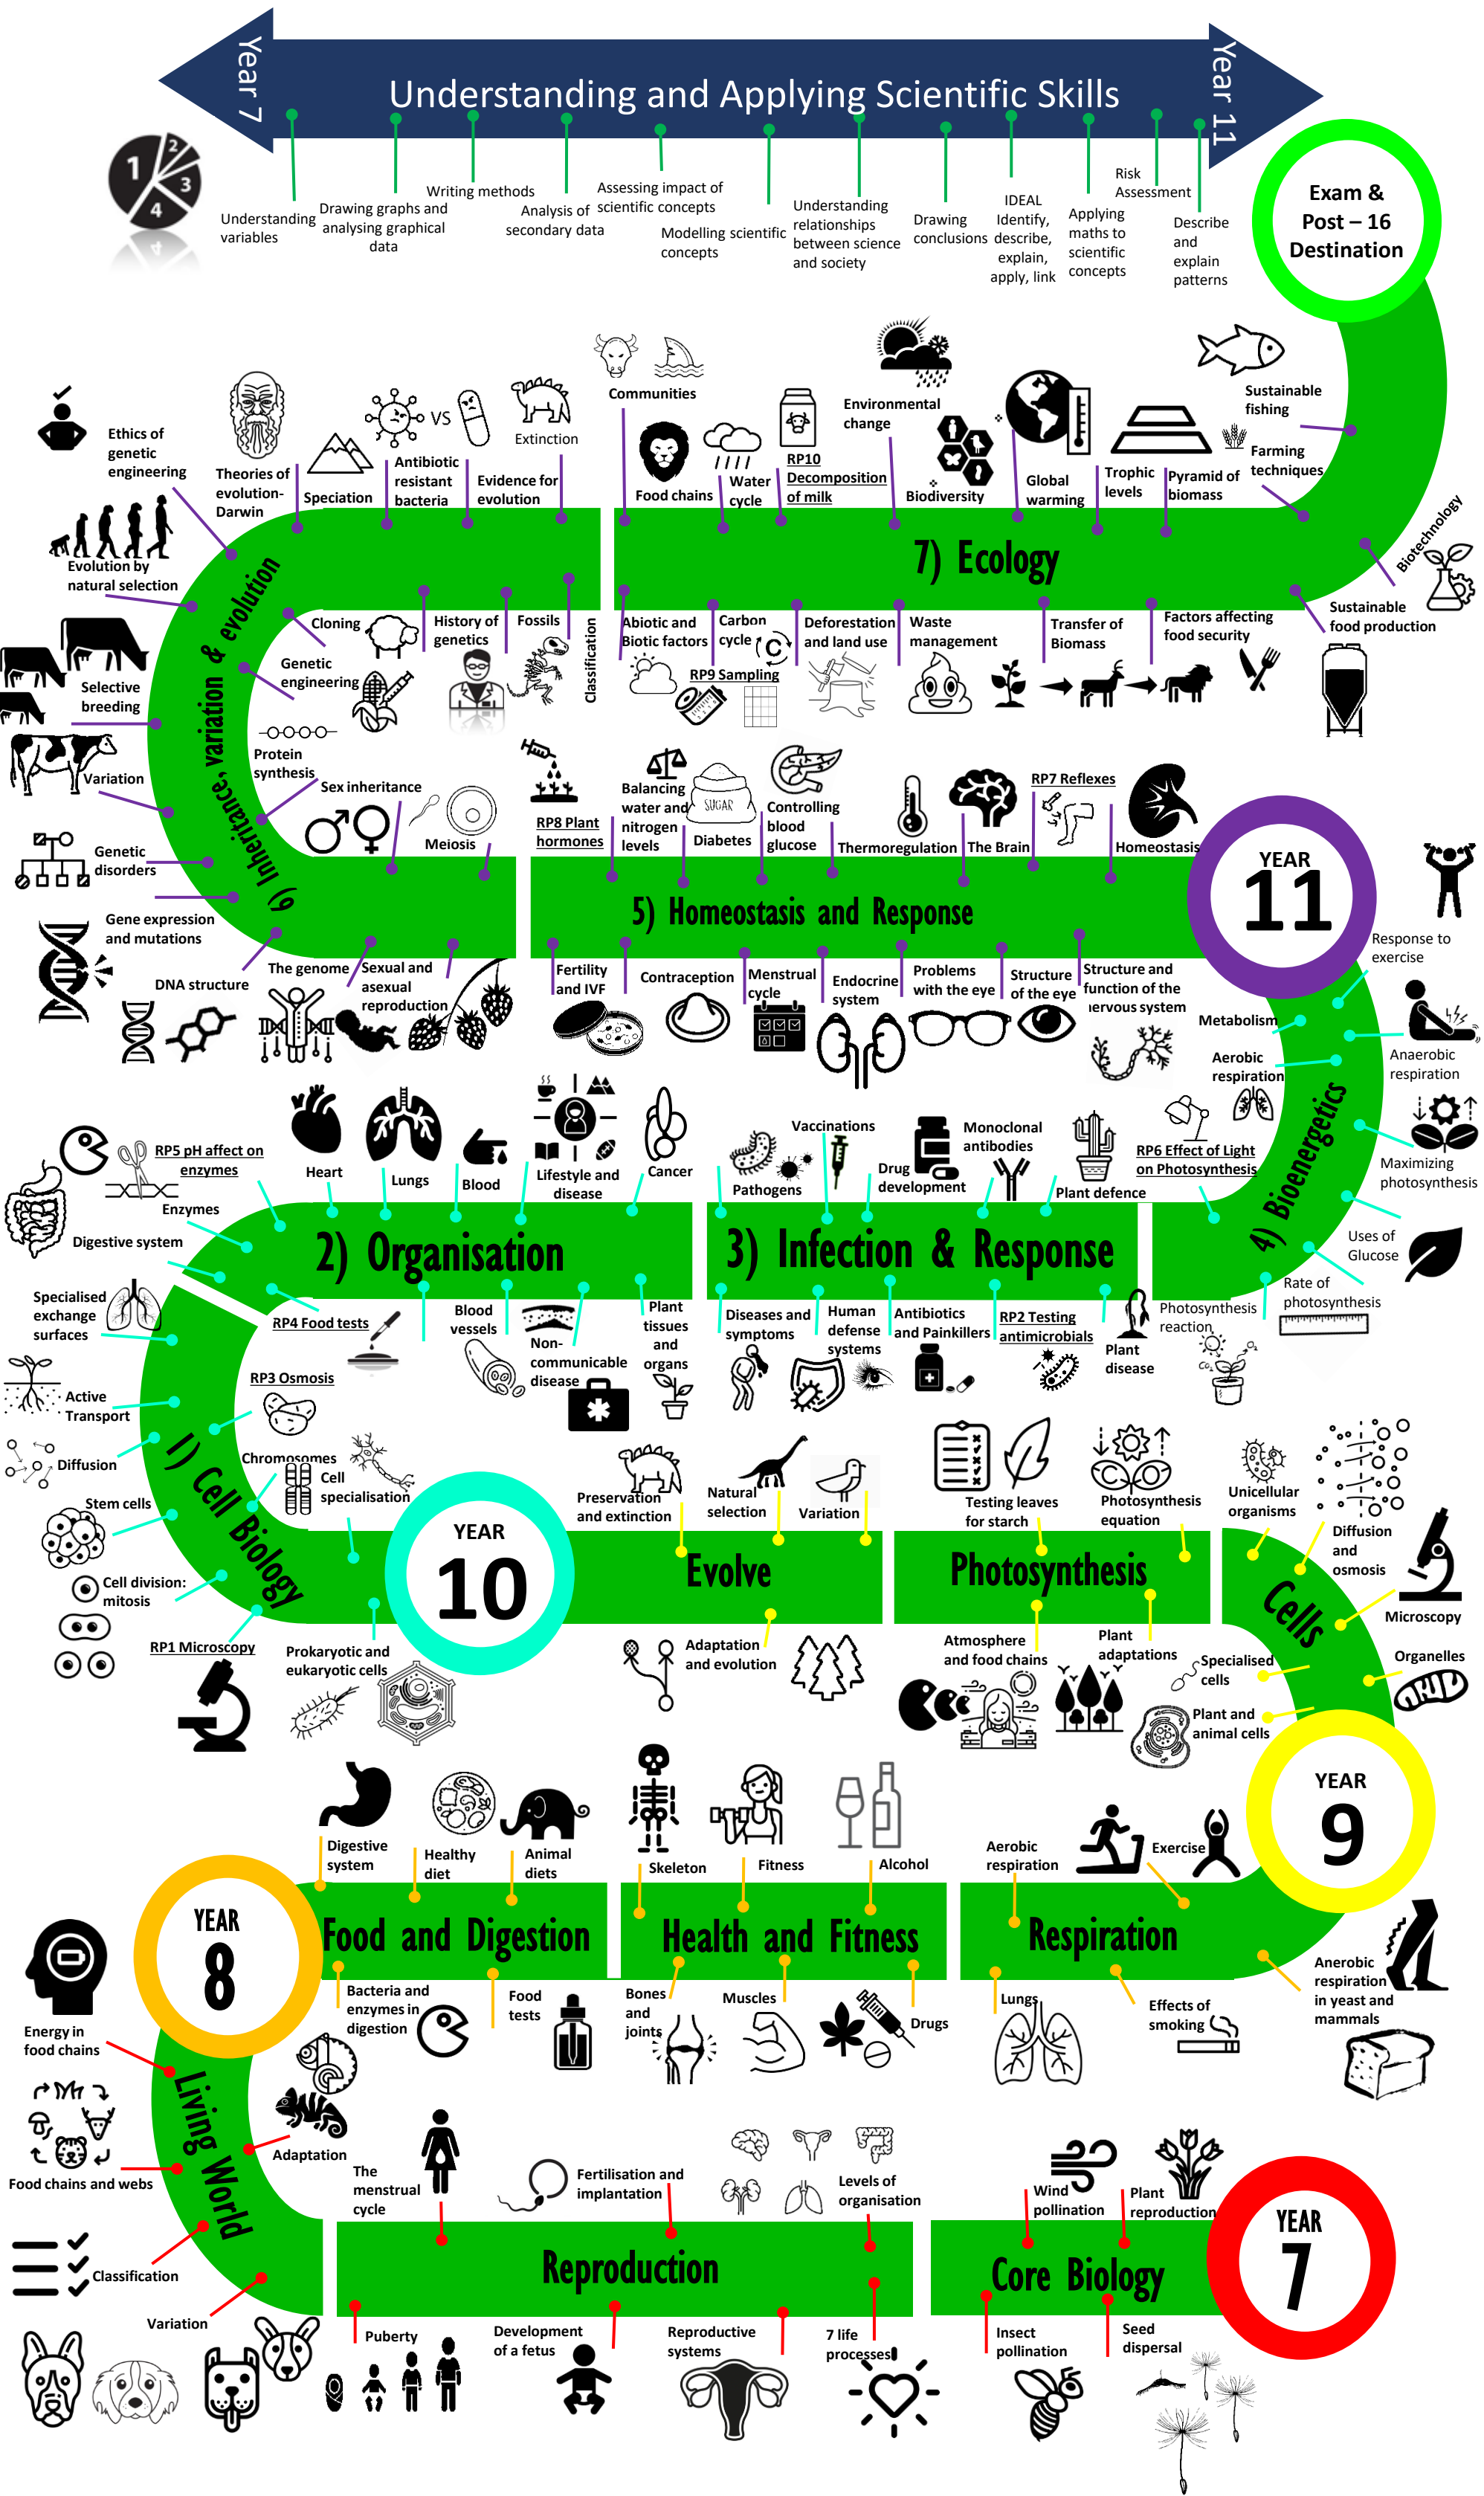 Year 7
Understanding and Applying Scientific Skills
Year 11
1
2
3
4
Understanding
variables
Drawing graphs and
analysing graphical
data
Writing methods
Analysis of
secondary data
Assessing impact of
scientific concepts
Modelling scientific
concepts
Understanding
relationships
between science
and society
Drawing
conclusions
IDEAL
Identify,
describe,
explain,
apply, link
Applying
maths to
scientific
concepts
Risk
Assessment
Describe
and
explain
patterns
Exam &
Post – 16
Destination
Ethics of
genetic
engineering
Theories of
evolution-
Darwin
Speciation
VS
Antibiotic
resistant
bacteria
Extinction
Evidence for
evolution
Communities
Food chains
Water
cycle
RP10
Decomposition
of milk
Environmental
change
Biodiversity
Global
warming
Trophic
levels
Pyramid of
biomass
Sustainable
fishing
Farming
techniques
Biotechnology
Evolution by
natural selection
7) Ecology
Sustainable
food production
Selective
breeding
Variation
Genetic
disorders
Gene expression
and mutations
DNA structure
6) Inheritance, variation & evolution
Cloning
Genetic
engineering
History of
genetics
Fossils
Classification
Abiotic and
Biotic factors
Carbon
cycle
C
RP9 Sampling
Deforestation
and land use
Waste
management
Transfer of
Biomass
Factors affecting
food security
Protein
synthesis
Sex inheritance
Meiosis
RP8 Plant
hormones
Balancing
water and
nitrogen
levels
SUGAR
Diabetes
Controlling
blood
glucose
Thermoregulation
The Brain
RP7 Reflexes
Homeostasis
5) Homeostasis and Response
YEAR
11
The genome
Sexual and
asexual
reproduction
Fertility
and IVF
Contraception
Menstrual
cycle
Endocrine
system
Problems
with the eye
Structure
of the eye
Structure and
function of the
nervous system
Response to
exercise
Metabolism
Aerobic
respiration
Anaerobic
respiration
Maximizing
photosynthesis
Uses of
Glucose
Rate of
photosynthesis
Photosynthesis
reaction
4) Bioenergetics
RP6 Effect of Light
on Photosynthesis
RP5 pH affect on
enzymes
Enzymes
Digestive system
Heart
Lungs
Blood
Lifestyle and
disease
Cancer
Pathogens
Vaccinations
Drug
development
Monoclonal
antibodies
Plant defence
2) Organisation
3) Infection & Response
Specialised
exchange
surfaces
RP4 Food tests
Blood
vessels
Non-
communicable
disease
Plant
tissues
and
organs
Diseases and
symptoms
Human
defense
systems
Antibiotics
and Painkillers
RP2 Testing
antimicrobials
Plant
disease
Active
Transport
Diffusion
Stem cells
Cell division:
mitosis
RP1 Microscopy
1) Cell Biology
RP3 Osmosis
Chromosomes
Cell
specialisation
Prokaryotic and
eukaryotic cells
YEAR
10
Preservation
and extinction
Natural
selection
Variation
Evolve
Adaptation
and evolution
Testing leaves
for starch
Photosynthesis
equation
Photosynthesis
Atmosphere
and food chains
Plant
adaptations
Unicellular
organisms
Diffusion
and
osmosis
Microscopy
Cells
Organelles
Specialised
cells
Plant and
animal cells
YEAR
9
Digestive
system
Healthy
diet
Animal
diets
Skeleton
Fitness
Alcohol
Aerobic
respiration
Exercise
YEAR
8
Food and Digestion
Health and Fitness
Respiration
Bacteria and
enzymes in
digestion
Food
tests
Bones
and
joints
Muscles
Drugs
Lungs
Effects of
smoking
Anerobic
respiration
in yeast and
mammals
Energy in
food chains
Food chains and webs
Classification
Variation
Living World
Adaptation
The
menstrual
cycle
Fertilisation and
implantation
Levels of
organisation
Wind
pollination
Plant
reproduction
Reproduction
Core Biology
YEAR
7
Puberty
Development
of a fetus
Reproductive
systems
7 life
processes
Insect
pollination
Seed
dispersal